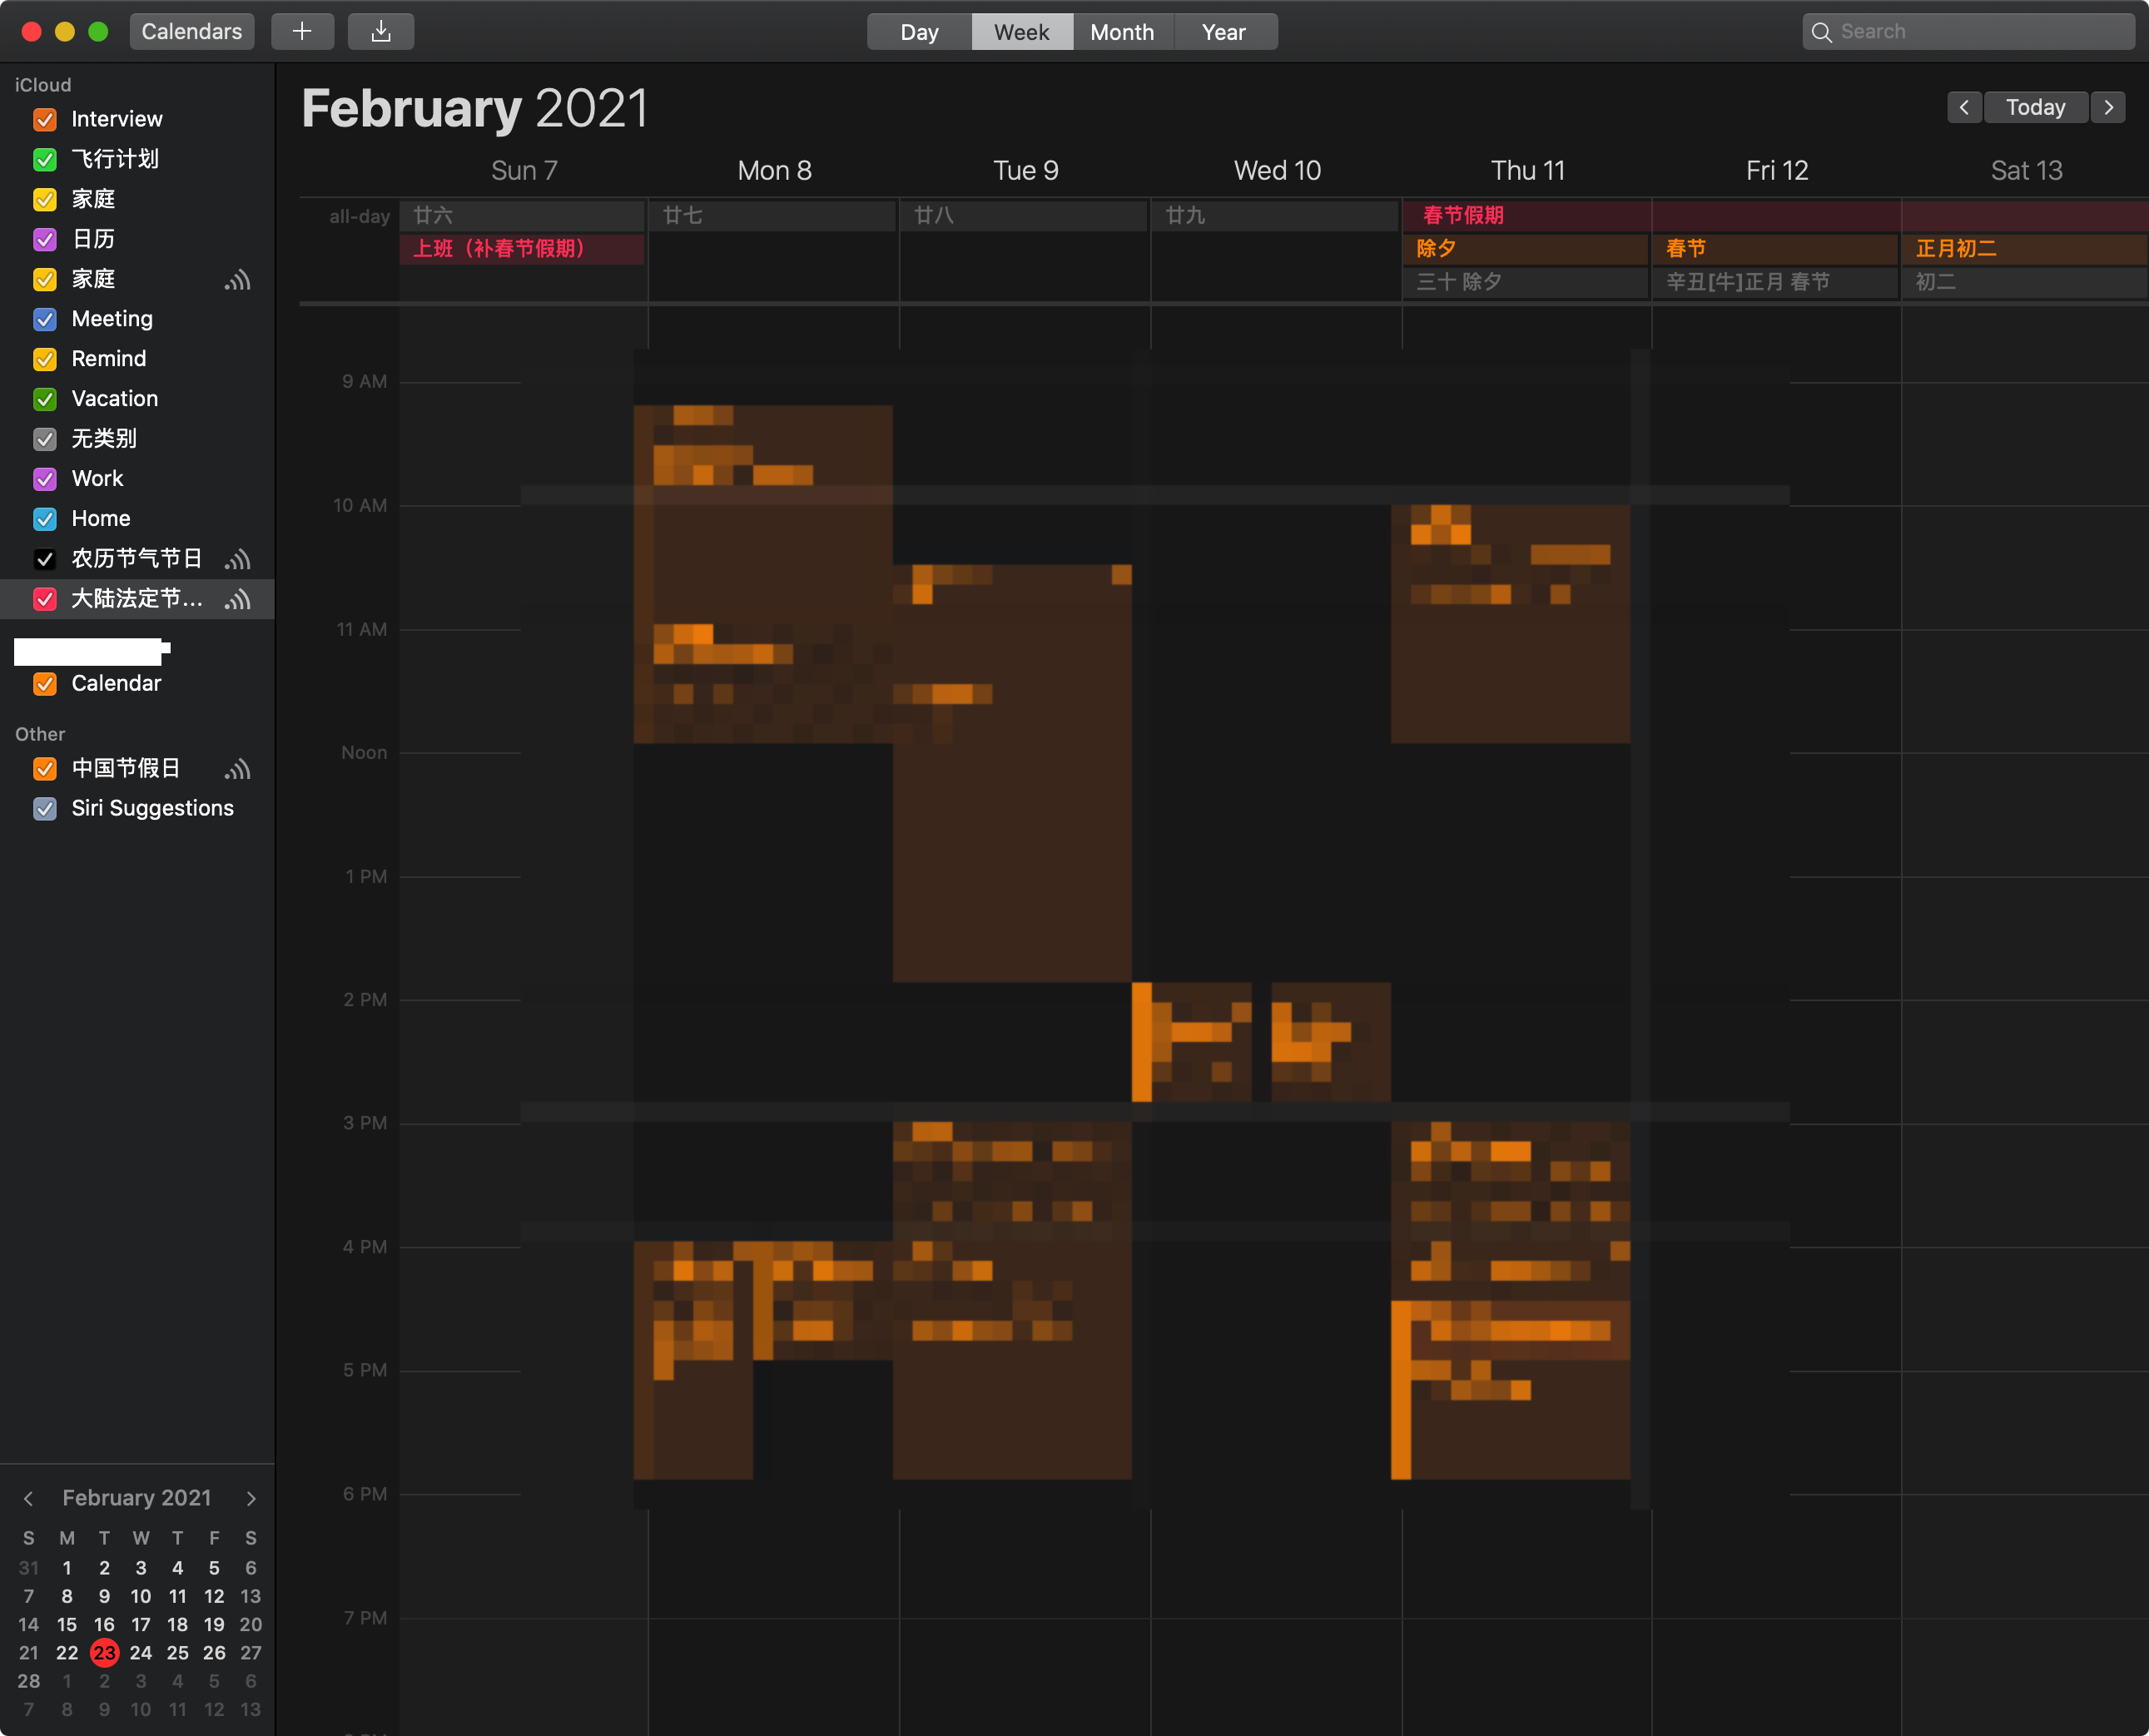 Calendars
Day Week Month Year
Search
iCloud
Interview
飞行计划
家庭
日历
家庭
Meeting
Remind
Vacation
无类别
Work
Home
农历节气节日
大陆法定节...
Calendar
Other
中国节假日
Siri Suggestions
February 2021
S M T W T F S
31 1 2 3 4 5 6
7 8 9 10 11 12 13
14 15 16 17 18 19 20
21 22 23 24 25 26 27
28 1 2 3 4 5 6
7 8 9 10 11 12 13
February 2021
Today
Sun 7 Mon 8 Tue 9 Wed 10 Thu 11 Fri 12 Sat 13
all-day 廿六 廿七 廿八 廿九 春节假期
上班（补春节假期） 除夕 春节 正月初二
三十 除夕 辛丑[牛]正月 春节 初二
9 AM
10 AM
11 AM
Noon
1 PM
2 PM
3 PM
4 PM
5 PM
6 PM
7 PM